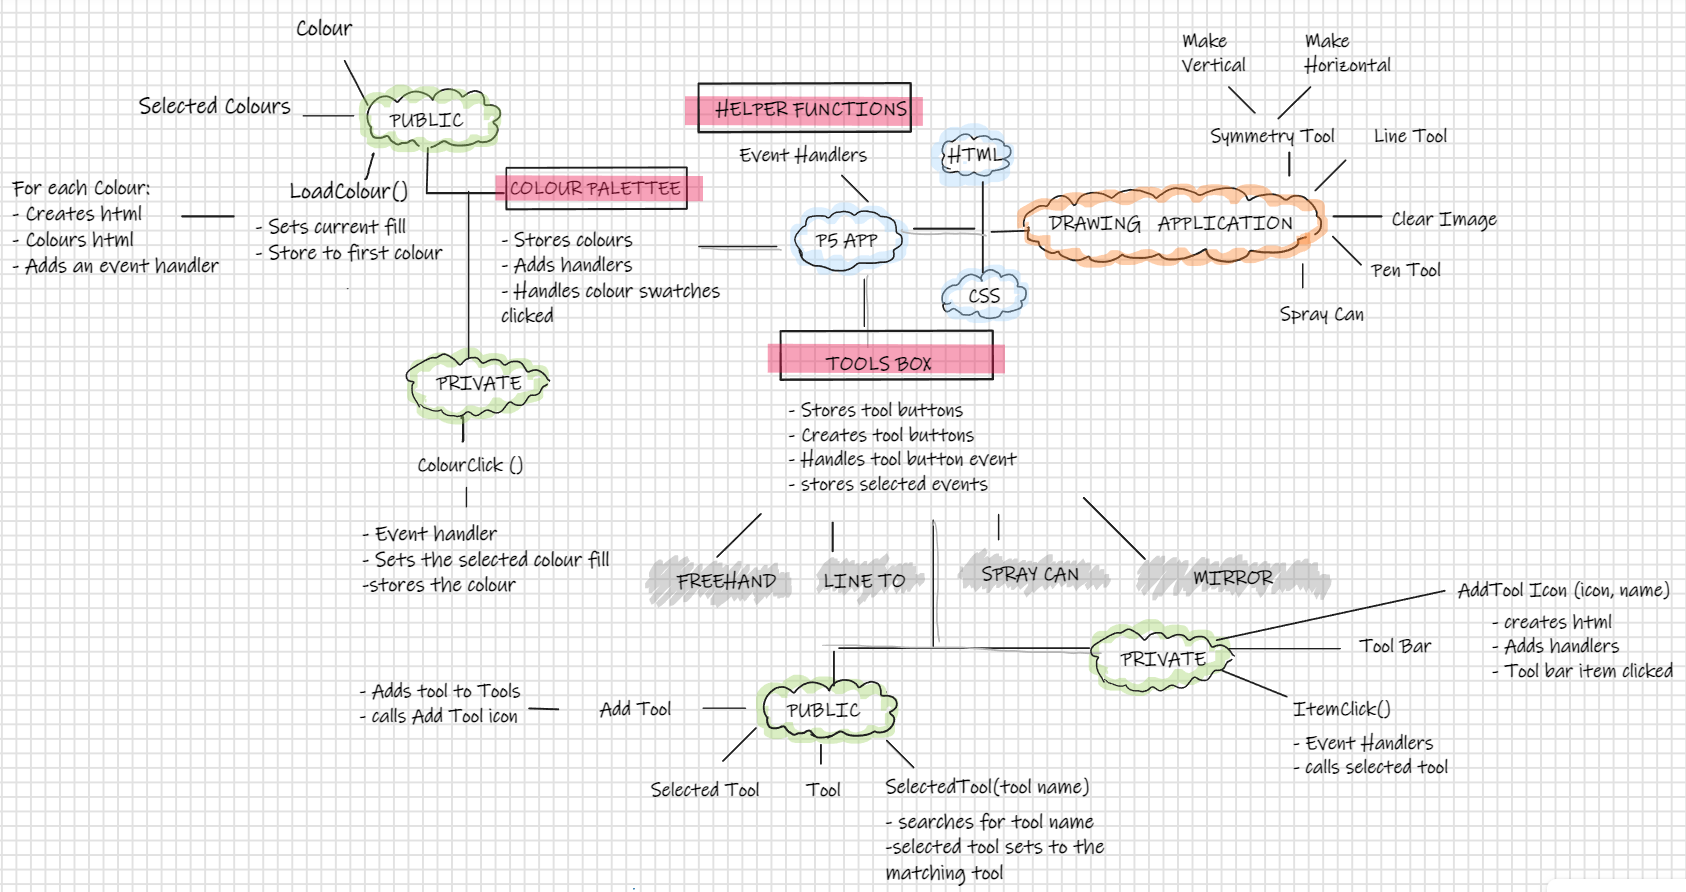 Colour
Selected Colours
PUBLIC
For each Colour:
- Creates html
- Colours html
- Adds an event handler
LoadColour()
- Sets current fill
- Store to first colour
COLOUR PALETTEE
- Stores colours
- Adds handlers
- Handles colour swatches
clicked
PRIVATE
ColourClick ()
- Event handler
- Sets the selected colour fill
-stores the colour
HELPER FUNCTIONS
Event Handlers
P5 APP
HTML
CSS
DRAWING APPLICATION
Make
Vertical
Make
Horizontal
Symmetry Tool
Line Tool
Clear Image
Pen Tool
Spray Can
TOOLS BOX
- Stores tool buttons
- Creates tool buttons
- Handles tool button event
- stores selected events
FREEHAND
LINE TO
SPRAY CAN
MIRROR
PRIVATE
AddTool Icon (icon, name)
- creates html
- Adds handlers
- Tool bar item clicked
Tool Bar
ItemClick()
- Event Handlers
- calls selected tool
PUBLIC
Add Tool
- Adds tool to Tools
- calls Add Tool icon
Selected Tool
Tool
SelectedTool(tool name)
- searches for tool name
-selected tool sets to the
matching tool